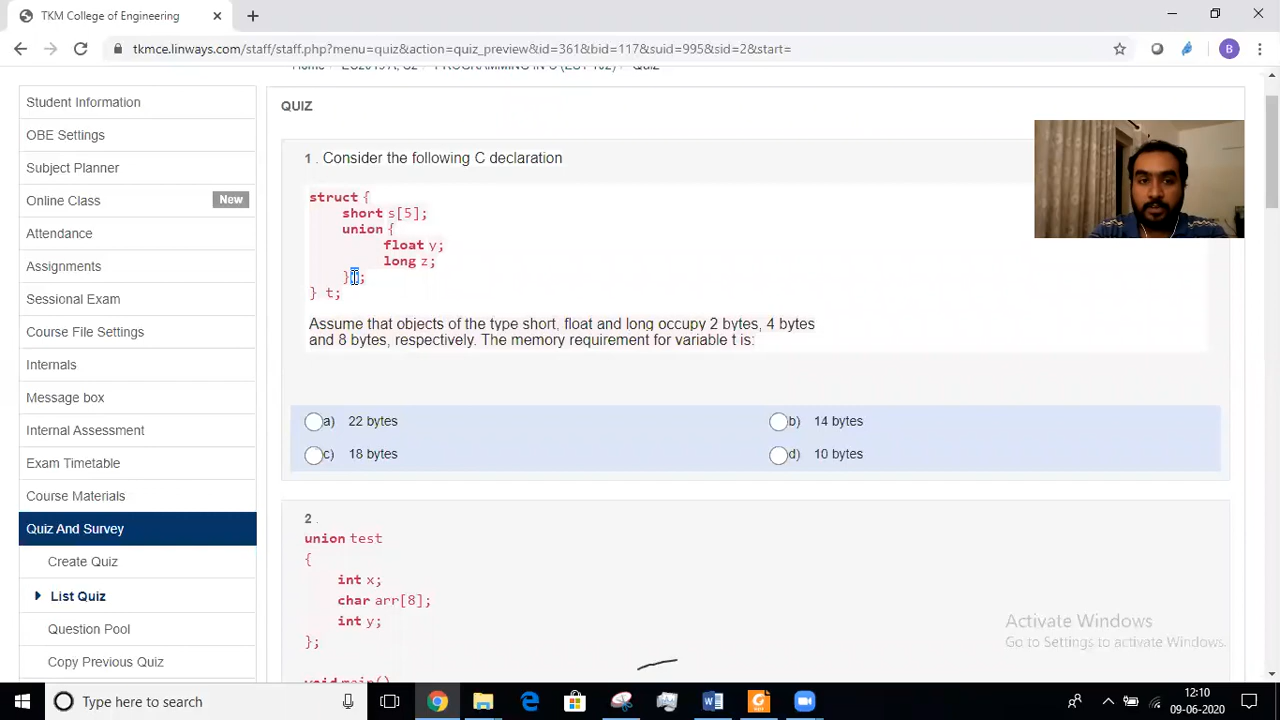 TKM College of Engineering
tkmce.linways.com/staff/staff.php?menu=quiz&action=quiz_preview&id=361&bid=117&suid=995&sid=2&start=
B
Student Information
OBE Settings
Subject Planner
Online Class New
Attendance
Assignments
Sessional Exam
Course File Settings
Internals
Message box
Internal Assessment
Exam Timetable
Course Materials
Quiz And Survey
Create Quiz
List Quiz
Question Pool
Copy Previous Quiz
QUIZ
1 . Consider the following C declaration
struct {
short s[5];
union {
float y;
long z;
} ;
} t;
Assume that objects of the type short, float and long occupy 2 bytes, 4 bytes
and 8 bytes, respectively. The memory requirement for variable t is:
a) 22 bytes
b) 14 bytes
c) 18 bytes
d) 10 bytes
2 .
union test
{
int x;
char arr[8];
int y;
};
void main()
Activate Windows
Go to Settings to activate Windows.
Type here to search
12:10
09-06-2020